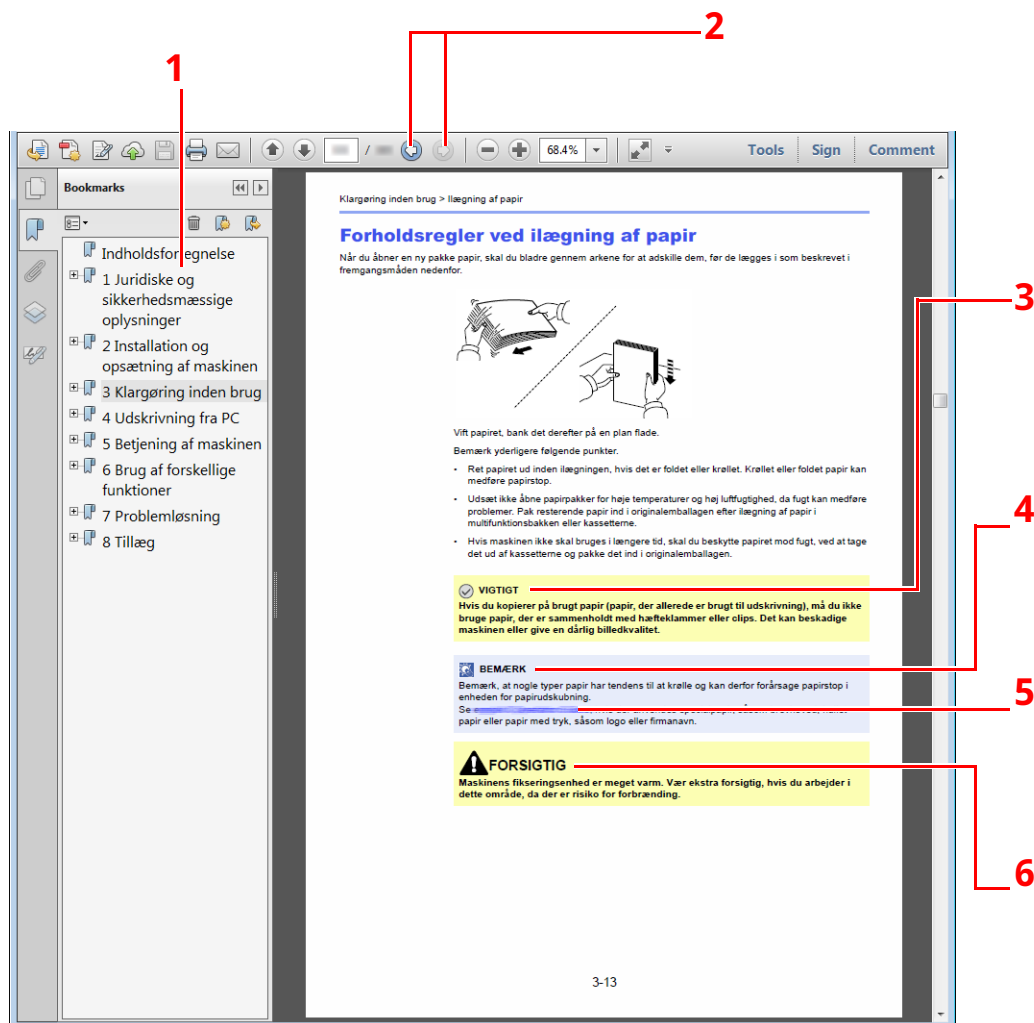 2
1
68.4%
Tools
Sign
Comment
Bookmarks
Indholdsfortegnelse
1 Juridiske og
sikkerhedsmæssige
oplysninger
2 Installation og
opsætning af maskinen
3 Klargøring inden brug
4 Udskrivning fra PC
5 Betjening af maskinen
6 Brug af forskellige
funktioner
7 Problemløsning
8 Tillæg
Klargøring inden brug > Ilægning af papir
Forholdsregler ved ilægning af papir
Når du åbner en ny pakke papir, skal du bladre gennem arkene for at adskille dem, før de lægges i som beskrevet i
fremgangsmåden nedenfor.
3
Vift papiret, bank det derefter på en plan flade.
Bemærk yderligere følgende punkter.
• Ret papiret ud inden ilægningen, hvis det er foldet eller krøllet. Krøllet eller foldet papir kan
medføre papirstop.
• Udsæt ikke åbne papirpakker for høje temperaturer og høj luftfugtighed, da fugt kan medføre
problemer. Pak resterende papir ind i originalemballagen efter ilægning af papir i
multifunktionsbakken eller kassetterne.
• Hvis maskinen ikke skal bruges i længere tid, skal du beskytte papiret mod fugt, ved at tage
det ud af kassetterne og pakke det ind i originalemballagen.
4
VIGTIGT
Hvis du kopierer på brugt papir (papir, der allerede er brugt til udskrivning), må du ikke
bruge papir, der er sammenholdt med hæfteklammer eller clips. Det kan beskadige
maskinen eller give en dårlig billedkvalitet.
BEMÆRK
Bemærk, at nogle typer papir har tendens til at krølle og kan derfor forårsage papirstop i
enheden for papirudskubning.
Se
papir eller papir med tryk, såsom logo eller firmanavn.
5
FORSIGTIG
Maskinens fikseringsenhed er meget varm. Vær ekstra forsigtig, hvis du arbejder i
dette område, da der er risiko for forbrænding.
6
3-13